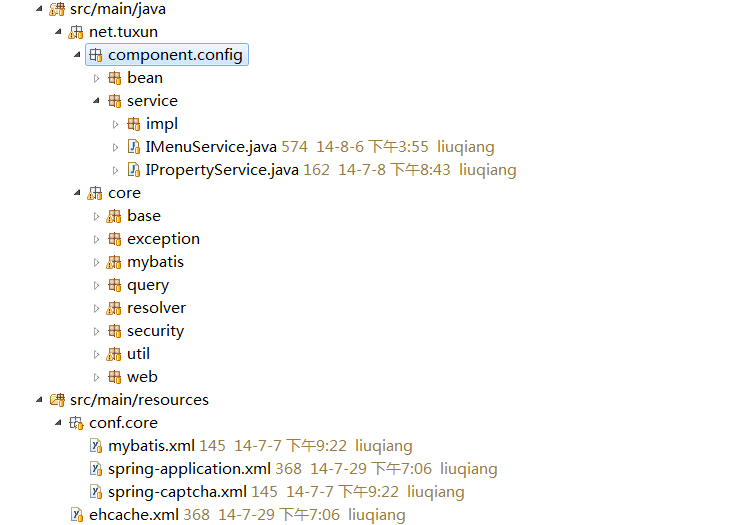 src/main/java
net.tuxun
component.config
bean
service
impl
IMenuService.java 574 14-8-6 下午3:55 liuqiang
IPropertyService.java 162 14-7-8 下午8:43 liuqiang
core
base
exception
mybatis
query
resolver
security
util
web
src/main/resources
conf.core
mybatis.xml 145 14-7-7 下午9:22 liuqiang
spring-application.xml 368 14-7-29 下午7:06 liuqiang
spring-captcha.xml 145 14-7-7 下午9:22 liuqiang
ehcache.xml 368 14-7-29 下午7:06 liuqiang